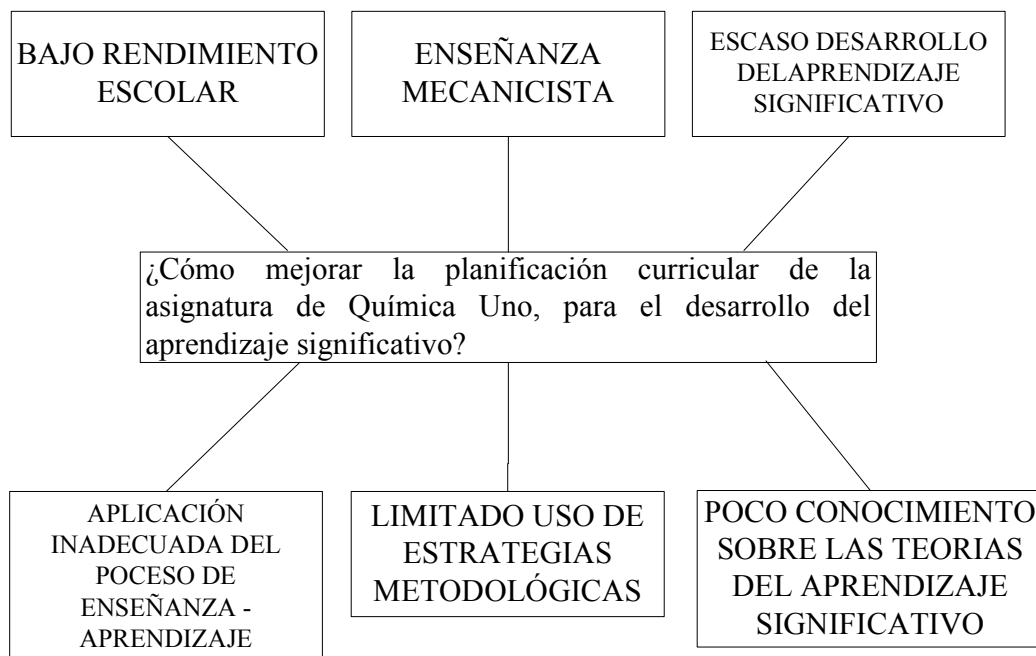 BAJO RENDIMIENTO
ESCOLAR
ENSEÑANZA
MECANICISTA
ESCASO DESARROLLO
DELAPRENDIZAJE
SIGNIFICATIVO
¿Cómo mejorar la planificación curricular de la
asignatura de Química Uno, para el desarrollo del
aprendizaje significativo?
APLICACIÓN
INADECUADA DEL
POCESO DE
ENSEÑANZA -
APRENDIZAJE
LIMITADO USO DE
ESTRATEGIAS
METODOLÓGICAS
POCO CONOCIMIENTO
SOBRE LAS TEORIAS
DEL APRENDIZAJE
SIGNIFICATIVO